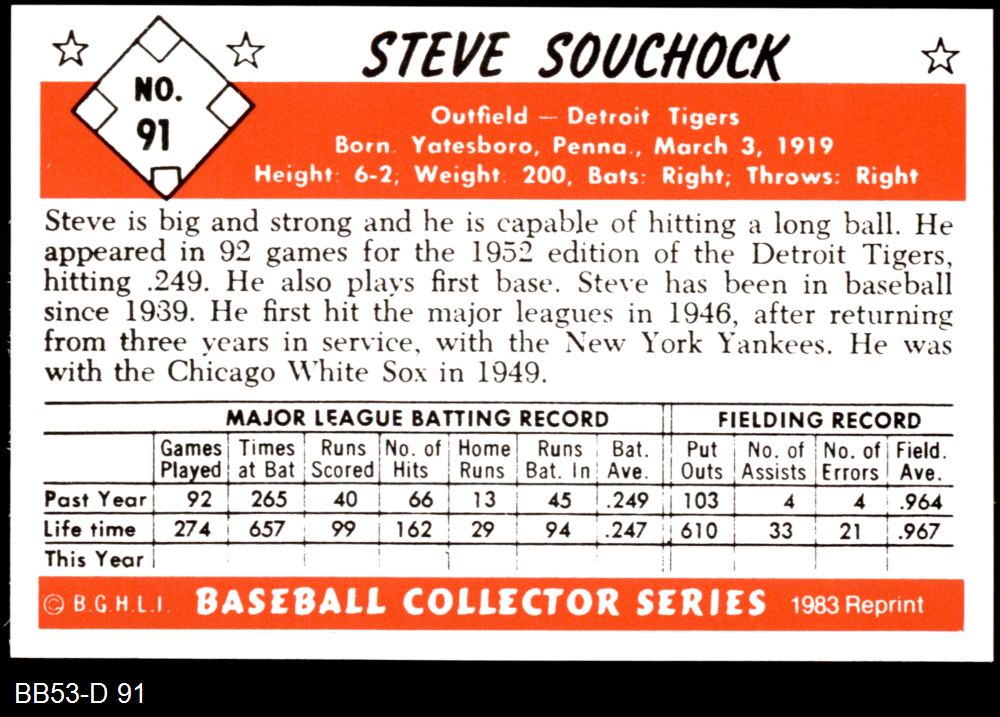 STEVE SOUCHOCK
NO.
91
Outfield — Detroit Tigers
Born. Yatesboro, Penna., March 3, 1919
Height: 6-2; Weight. 200, Bats: Right; Throws: Right
Steve is big and strong and he is capable of hitting a long ball. He
appeared in 92 games for the 1952 edition of the Detroit Tigers,
hitting .249. He also plays first base. Steve has been in baseball
since 1939. He first hit the major leagues in 1946, after returning
from three years in service, with the New York Yankees. He was
with the Chicago White Sox in 1949.
MAJOR LEAGUE BATTING RECORD FIELDING RECORD
Games Times Runs No. of Home Runs Bat. Put No. of No. of Field.
Played at Bat Scored Hits Runs Bat. In Ave. Outs Assists Errors Ave.
Past Year 92 265 40 66 13 45 .249 103 4 4 .964
Life time 274 657 99 162 29 94 .247 610 33 21 .967
This Year
© B.G.H.L.I. BASEBALL COLLECTOR SERIES 1983 Reprint
BB53-D 91